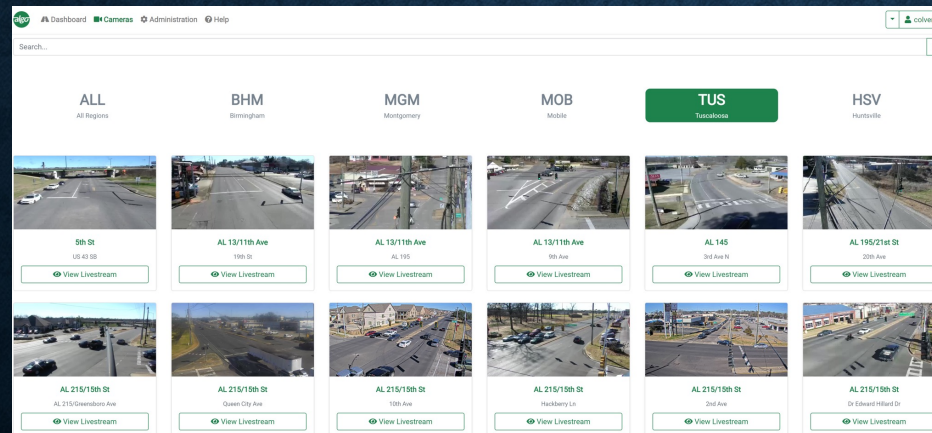 algo
Dashboard Cameras Administration Help
Search...
ALL
All Regions
BHM
Birmingham
MGM
Montgomery
MOB
Mobile
TUS
Tuscaloosa
HSV
Huntsville
5th St
US 43 SB
View Livestream
AL 13/11th Ave
19th St
View Livestream
AL 13/11th Ave
AL 195
View Livestream
AL 13/11th Ave
9th Ave
View Livestream
AL 145
3rd Ave N
View Livestream
AL 195/21st St
20th Ave
View Livestream
AL 215/15th St
AL 215/Greensboro Ave
View Livestream
AL 215/15th St
Queen City Ave
View Livestream
AL 215/15th St
10th Ave
View Livestream
AL 215/15th St
Hackberry Ln
View Livestream
AL 215/15th St
2nd Ave
View Livestream
AL 215/15th St
Dr Edward Hillard Dr
View Livestream